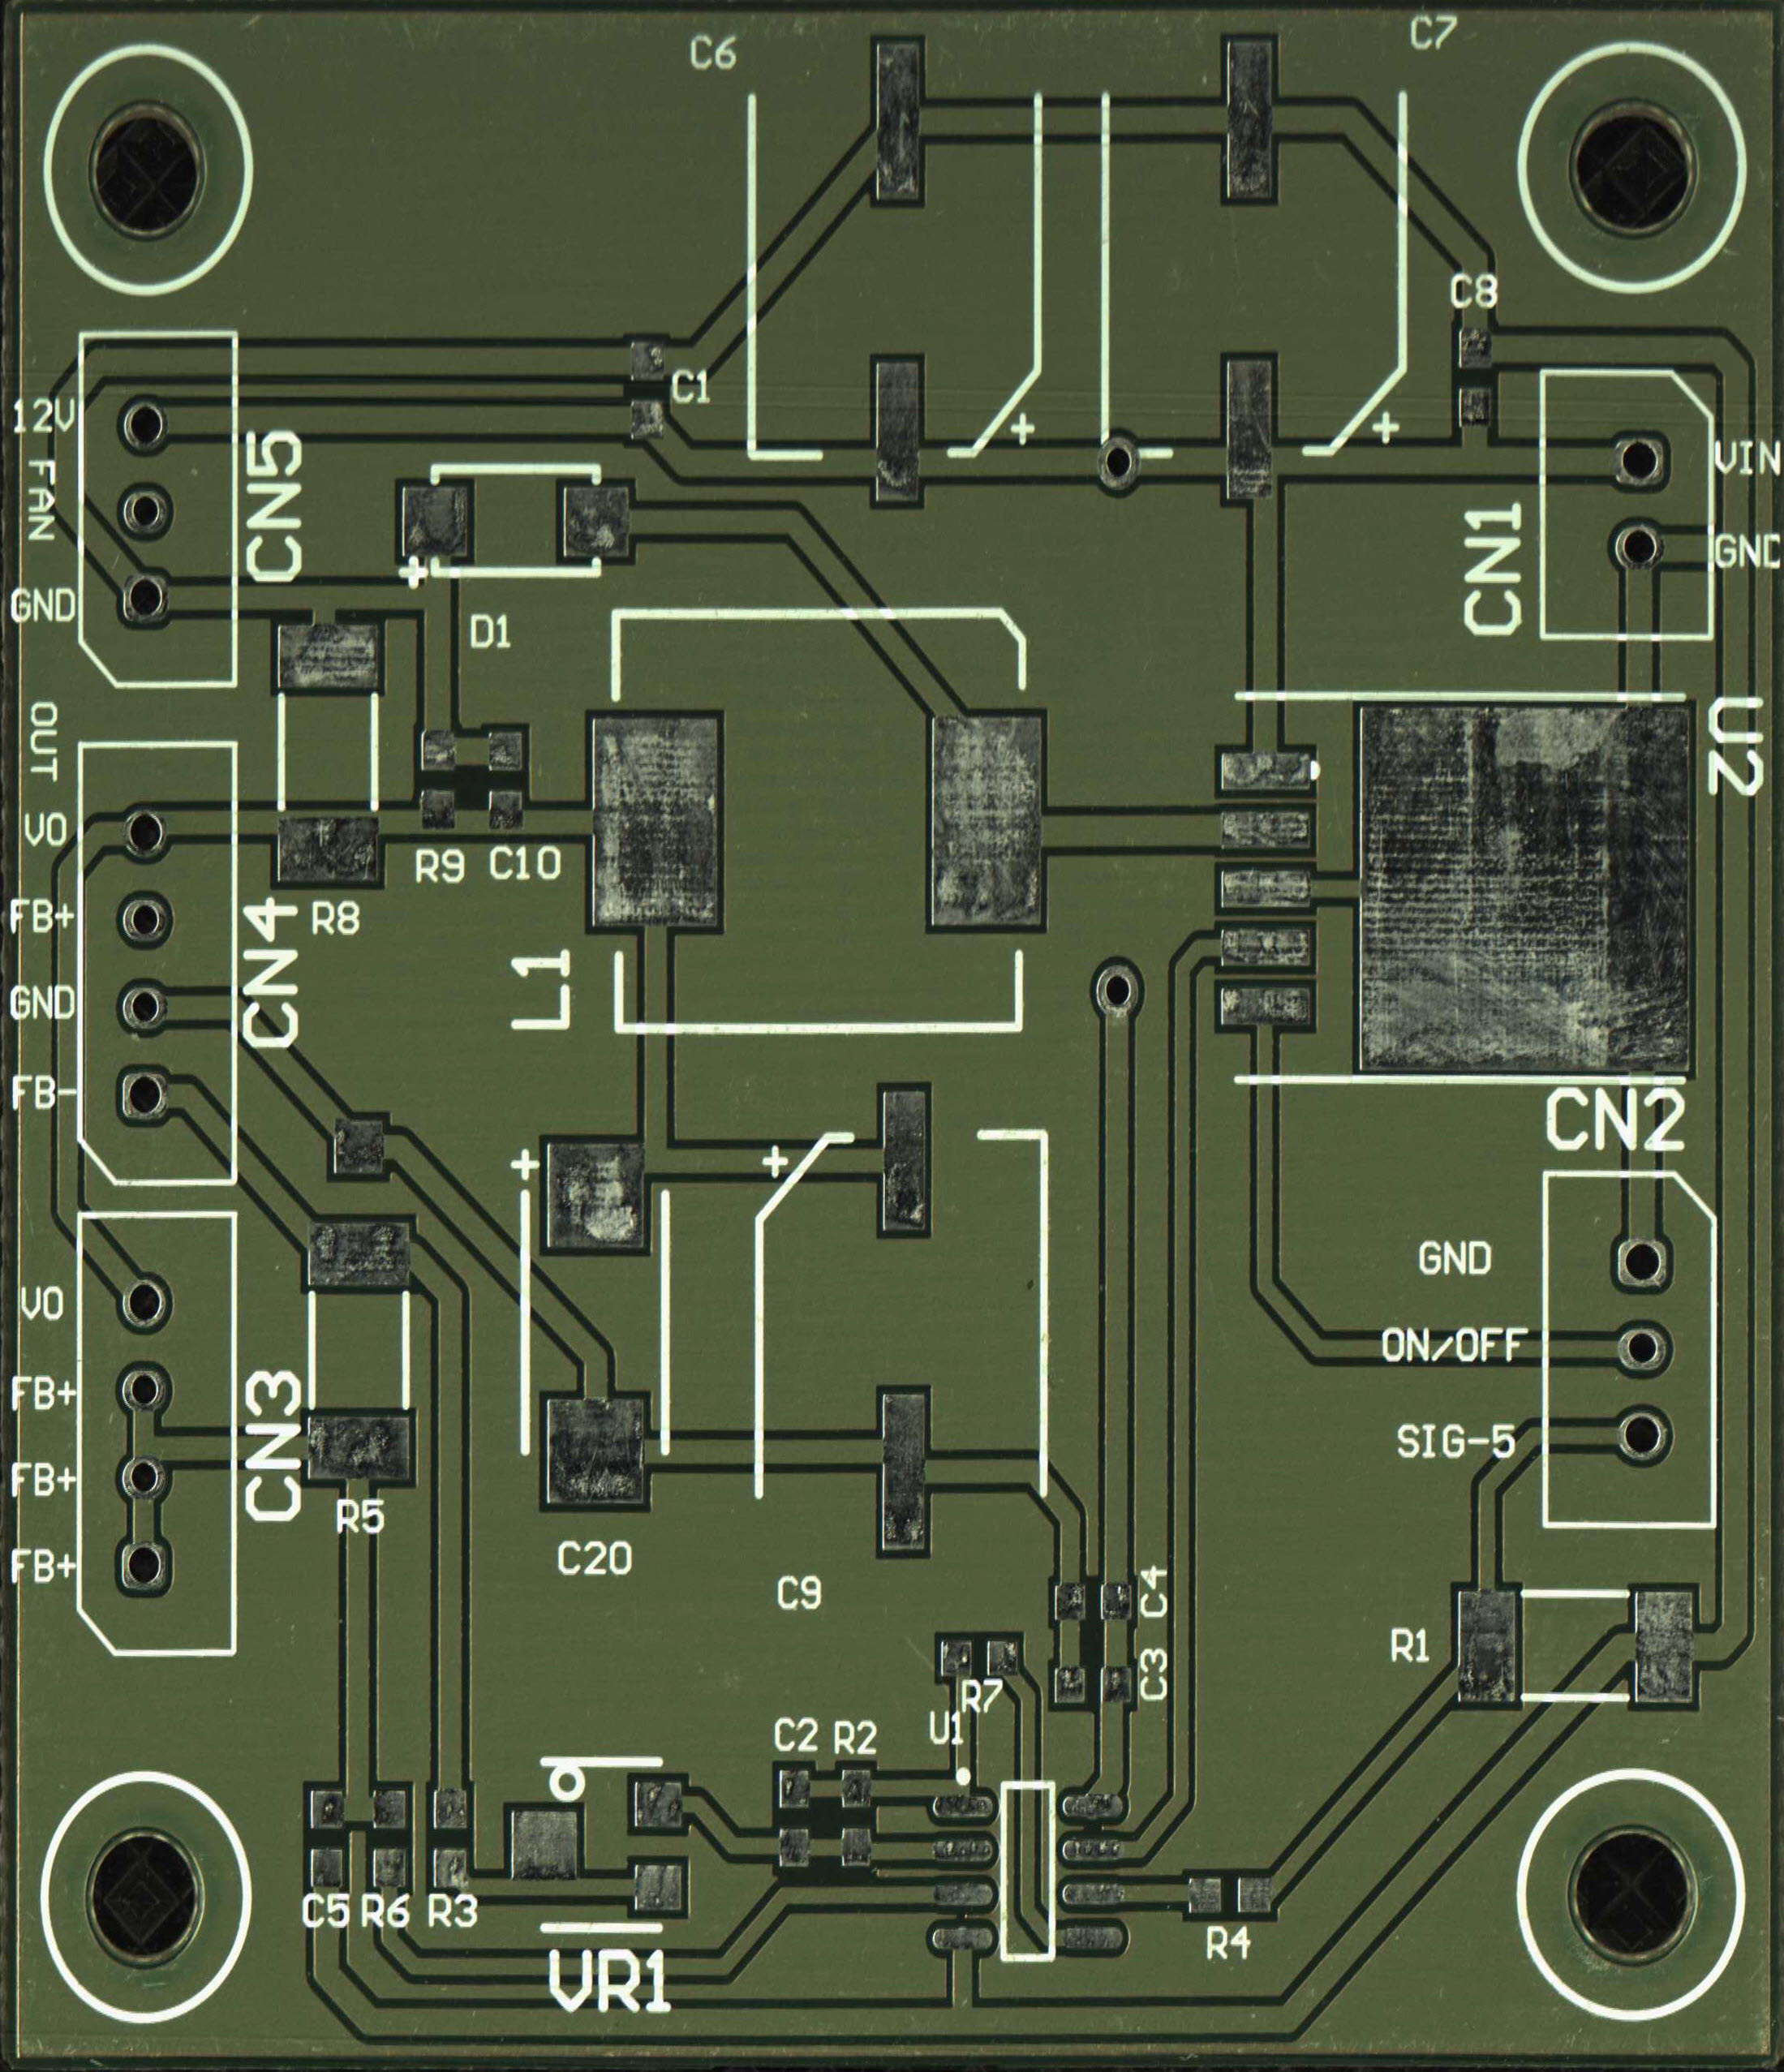 C6
C7
C8
C1
12V
FAN
CN5
VIN
CN1
GND
GND
+
+
+
D1
OUT
U2
VO
R9
C10
FB+
R8
CN4
L1
GND
FB-
CN2
+
+
GND
VO
ON/OFF
FB+
CN3
SIG-5
FB+
R5
C20
FB+
C9
C4
R1
C3
R7
U1
C2
R2
C5
R6
R3
R4
VR1